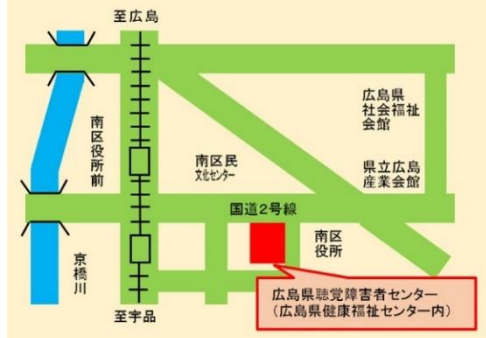 至広島
広島県
社会福祉
会館
南区役所前
南区民
文化センター
県立広島
産業会館
国道2号線
南区
役所
京橋川
広島県聴覚障害者センター
(広島県健康福祉センター内)
至宇品